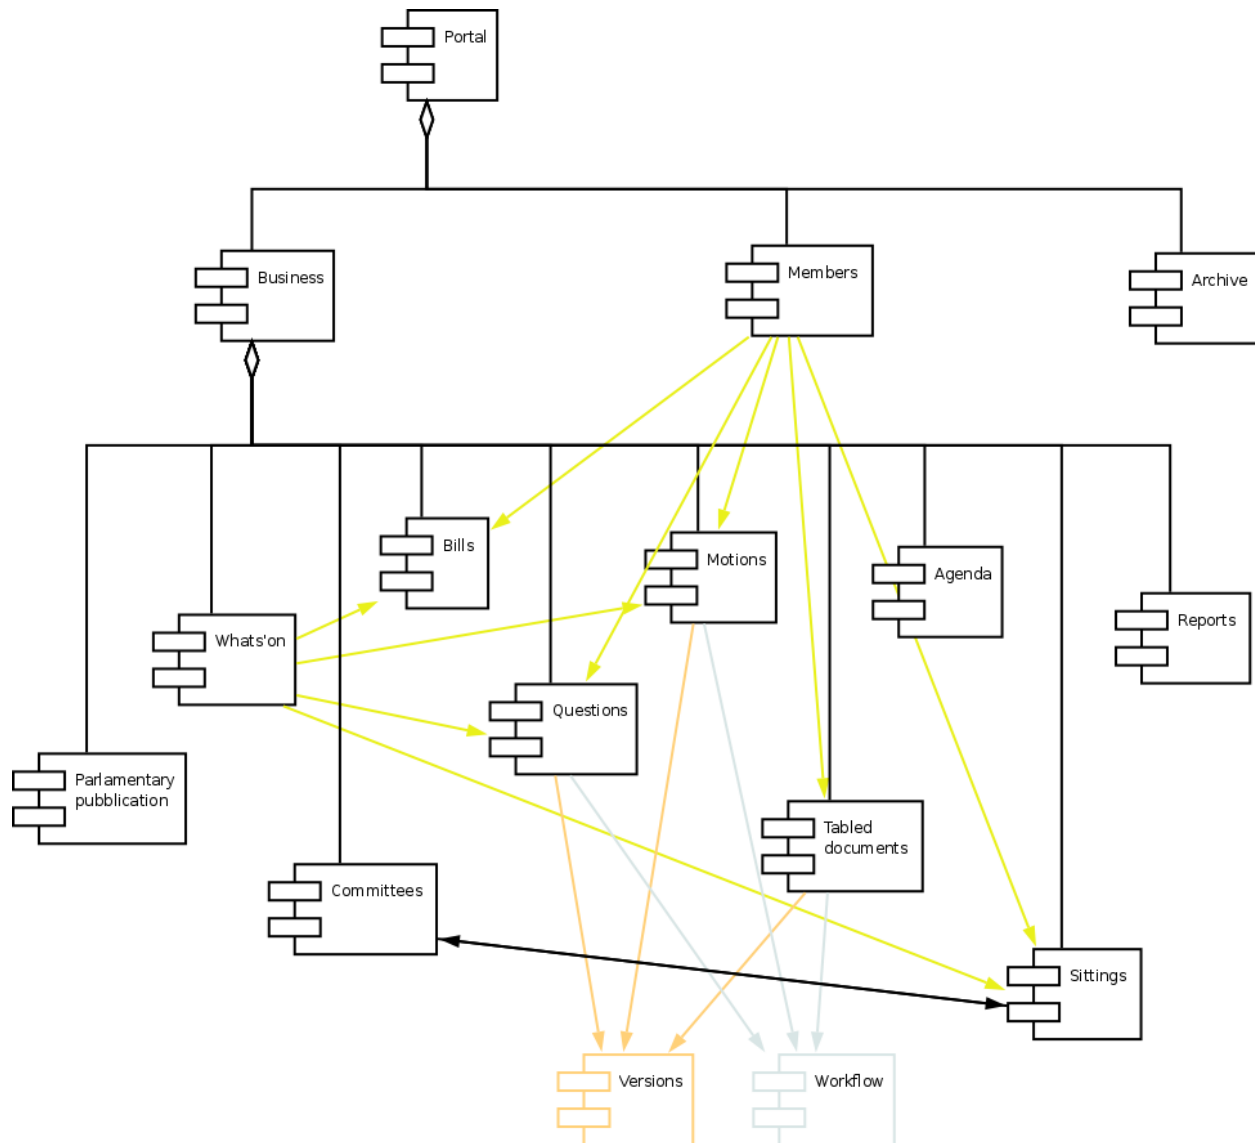 Portal
Business
Members
Archive
Bills
Motions
Agenda
Whats'on
Reports
Questions
Parlamentary
pubblication
Tabled
documents
Committees
Sittings
Versions
Workflow